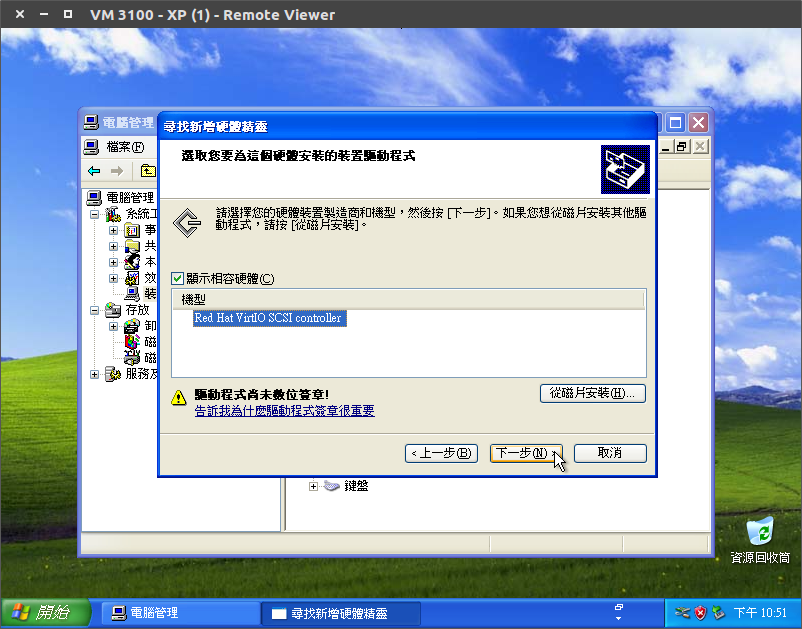 VM 3100 - XP (1) - Remote Viewer
電腦管理
檔案(F)
電腦管理
系統工
事
共
本
效
裝
存放
卸
磁
磁
服務及
鍵盤
尋找新增硬體精靈
選取您要為這個硬體安裝的裝置驅動程式
請選擇您的硬體裝置製造商和機型，然後按 [下一步]。如果您想從磁片安裝其他驅
動程式，請按 [從磁片安裝]。
顯示相容硬體(C)
機型
Red Hat VirtIO SCSI controller
驅動程式尚未數位簽章!
告訴我為什麼驅動程式簽章很重要
從磁片安裝(H)...
< 上一步(B)
下一步(N) >
取消
資源回收筒
開始
電腦管理
尋找新增硬體精靈
下午 10:51